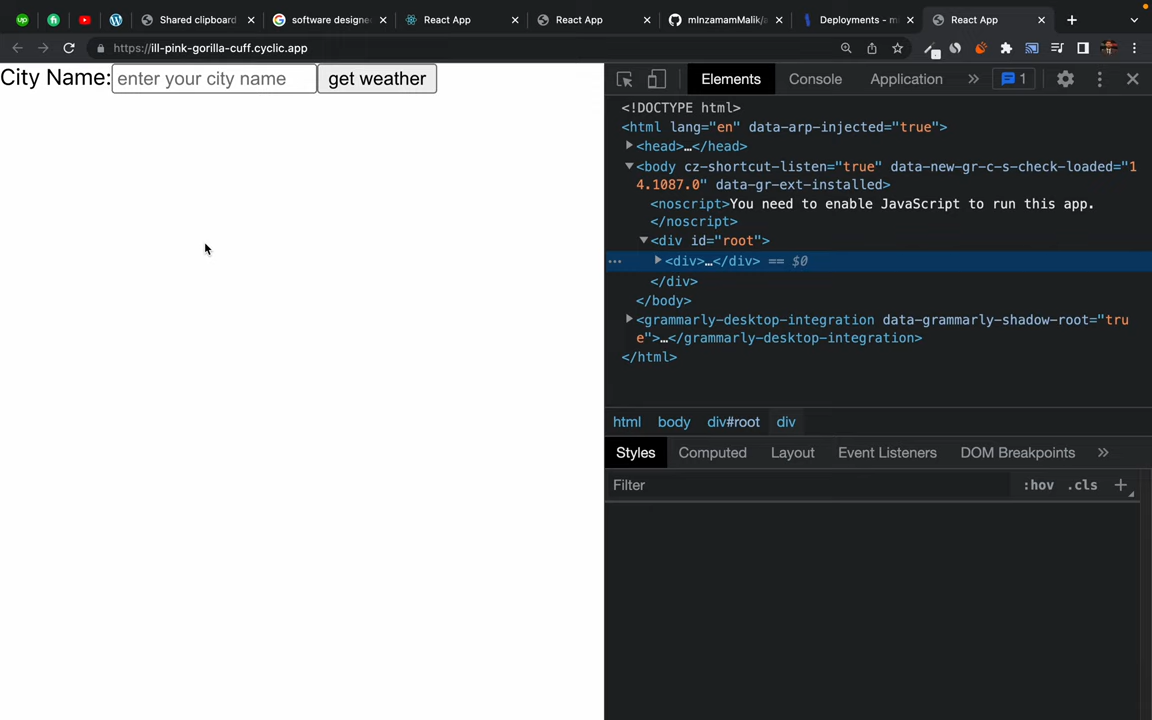 Shared clipboard
software designe
React App
React App
mInzamamMalik/
Deployments - m
React App
https://ill-pink-gorilla-cuff.cyclic.app
City Name: enter your city name get weather
Elements Console Application » 1
<!DOCTYPE html>
<html lang="en" data-arp-injected="true">
<head>…</head>
<body cz-shortcut-listen="true" data-new-gr-c-s-check-loaded="1
4.1087.0" data-gr-ext-installed>
<noscript>You need to enable JavaScript to run this app.
</noscript>
<div id="root">
<div>…</div> == $0
</div>
</body>
<grammarly-desktop-integration data-grammarly-shadow-root="tru
e">…</grammarly-desktop-integration>
</html>
html body div#root div
Styles Computed Layout Event Listeners DOM Breakpoints »
Filter :hov .cls +